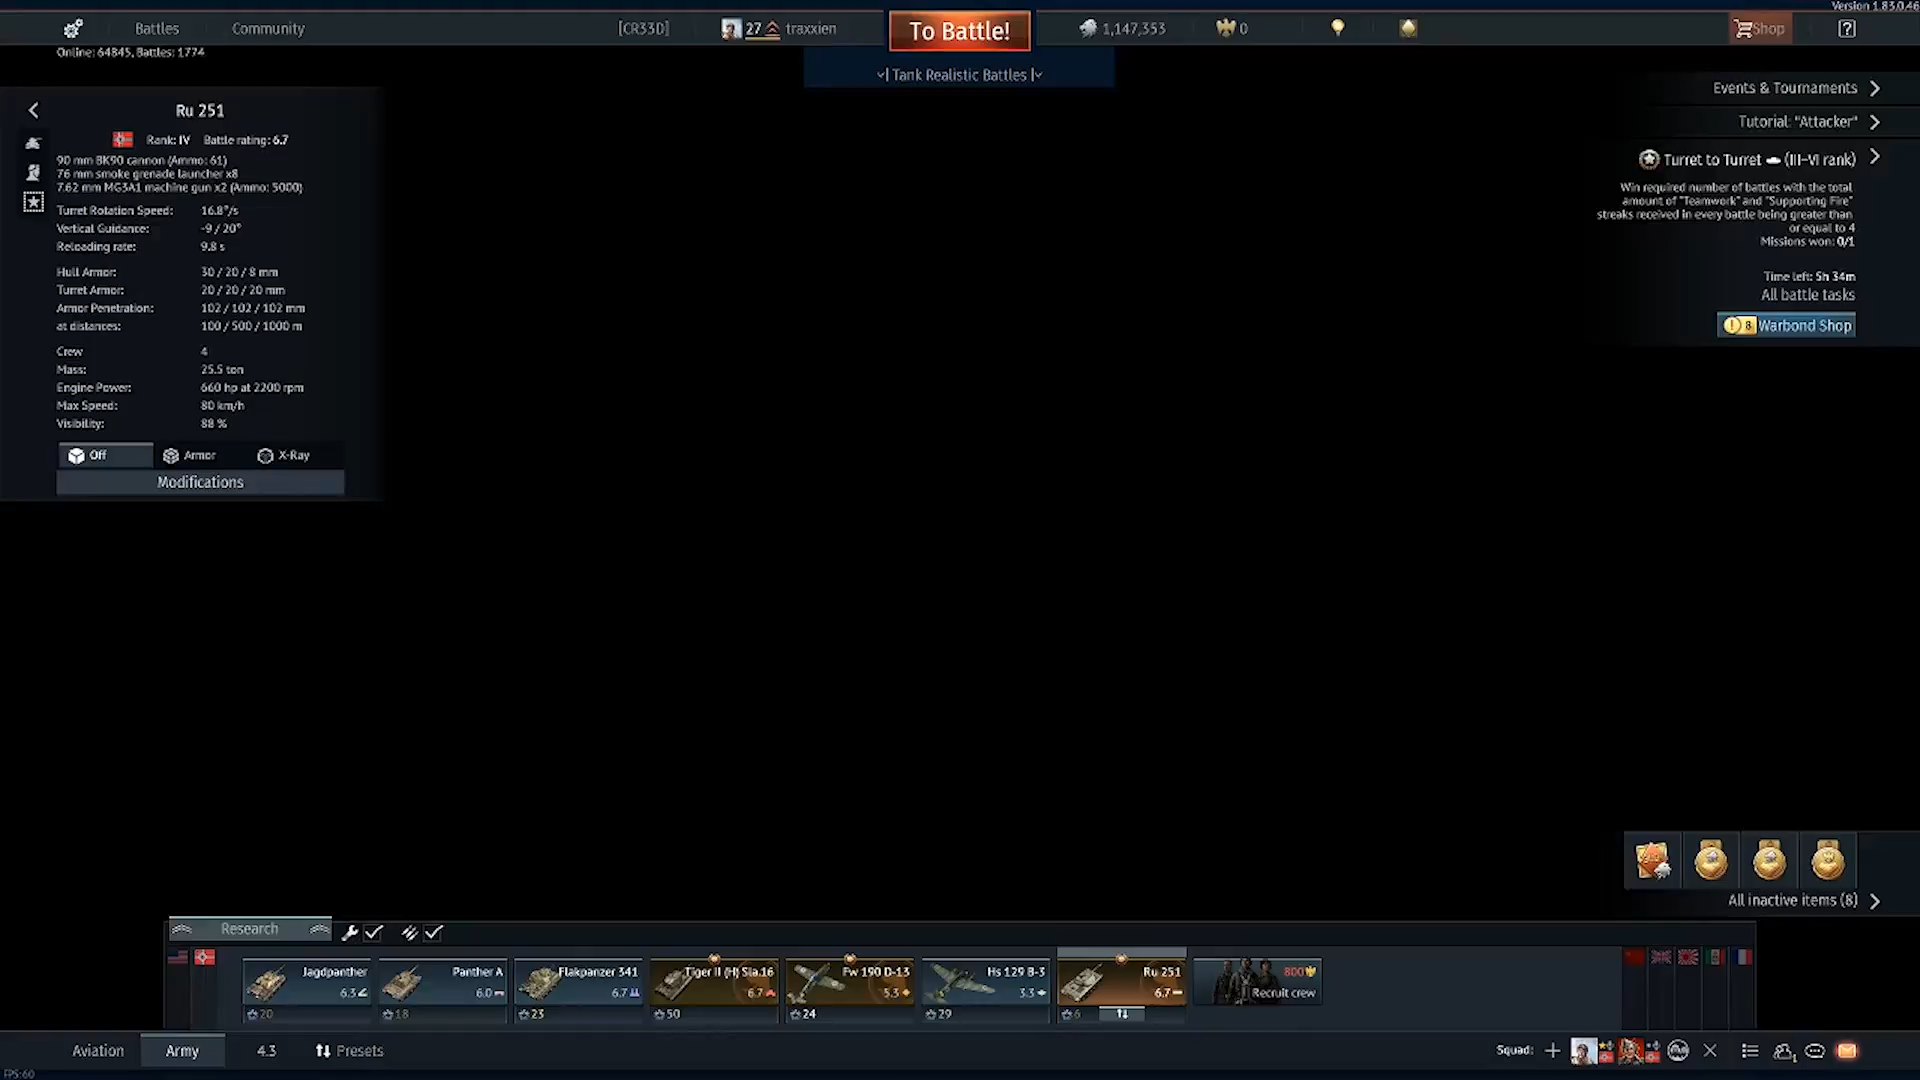 Version 1.83.0.46
Battles
Community
[CR33D]
27 traxxien
To Battle!
1,147,353
0
Shop
Online: 64845, Battles: 1774
Tank Realistic Battles
Events & Tournaments
Tutorial: "Attacker"
Turret to Turret (III-VI rank)
Win required number of battles with the total
amount of "Teamwork" and "Supporting Fire"
streaks received in every battle being greater than
or equal to 4
Missions won: 0/1
Time left: 5h 34m
All battle tasks
8 Warbond Shop
Ru 251
Rank: IV Battle rating: 6.7
90 mm BK90 cannon (Ammo: 61)
76 mm smoke grenade launcher x8
7.62 mm MG3A1 machine gun x2 (Ammo: 5000)
Turret Rotation Speed: 16.8°/s
Vertical Guidance: -9 / 20°
Reloading rate: 9.8 s
Hull Armor: 30 / 20 / 8 mm
Turret Armor: 20 / 20 / 20 mm
Armor Penetration: 102 / 102 / 102 mm
at distances: 100 / 500 / 1000 m
Crew 4
Mass: 25.5 ton
Engine Power: 660 hp at 2200 rpm
Max Speed: 80 km/h
Visibility: 88 %
Off Armor X-Ray
Modifications
All inactive items (8)
Research
Jagdpanther
6.3
20
Panther A
6.0
18
Flakpanzer 341
6.7
23
Tiger II (H) Sla.16
6.7
50
Fw 190 D-13
5.3
24
Hs 129 B-3
3.3
29
Ru 251
6.7
6
800
Recruit crew
Aviation
Army
4.3
Presets
Squad:
1
FPS:60